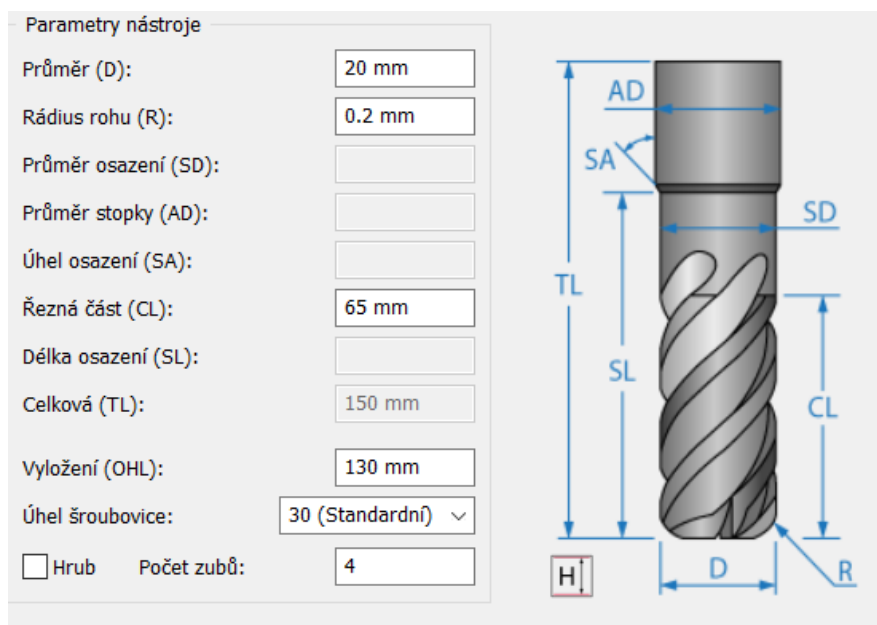 Parametry nástroje
Průměr (D): 20 mm
Rádius rohu (R): 0.2 mm
Průměr osazení (SD):
Průměr stopky (AD):
Úhel osazení (SA):
Řezná část (CL): 65 mm
Délka osazení (SL):
Celková (TL): 150 mm
Vyložení (OHL): 130 mm
Úhel šroubovice: 30 (Standardní)
Hrub Počet zubů: 4
AD
SA
SD
TL
SL
CL
H
D
R